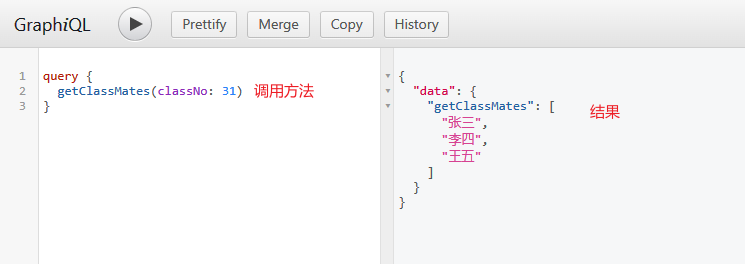 GraphiQL Prettify Merge Copy History
1 query {
2 getClassMates(classNo: 31) 调用方法
3 }
{
"data": {
"getClassMates": [ 结果
"张三",
"李四",
"王五"
]
}
}